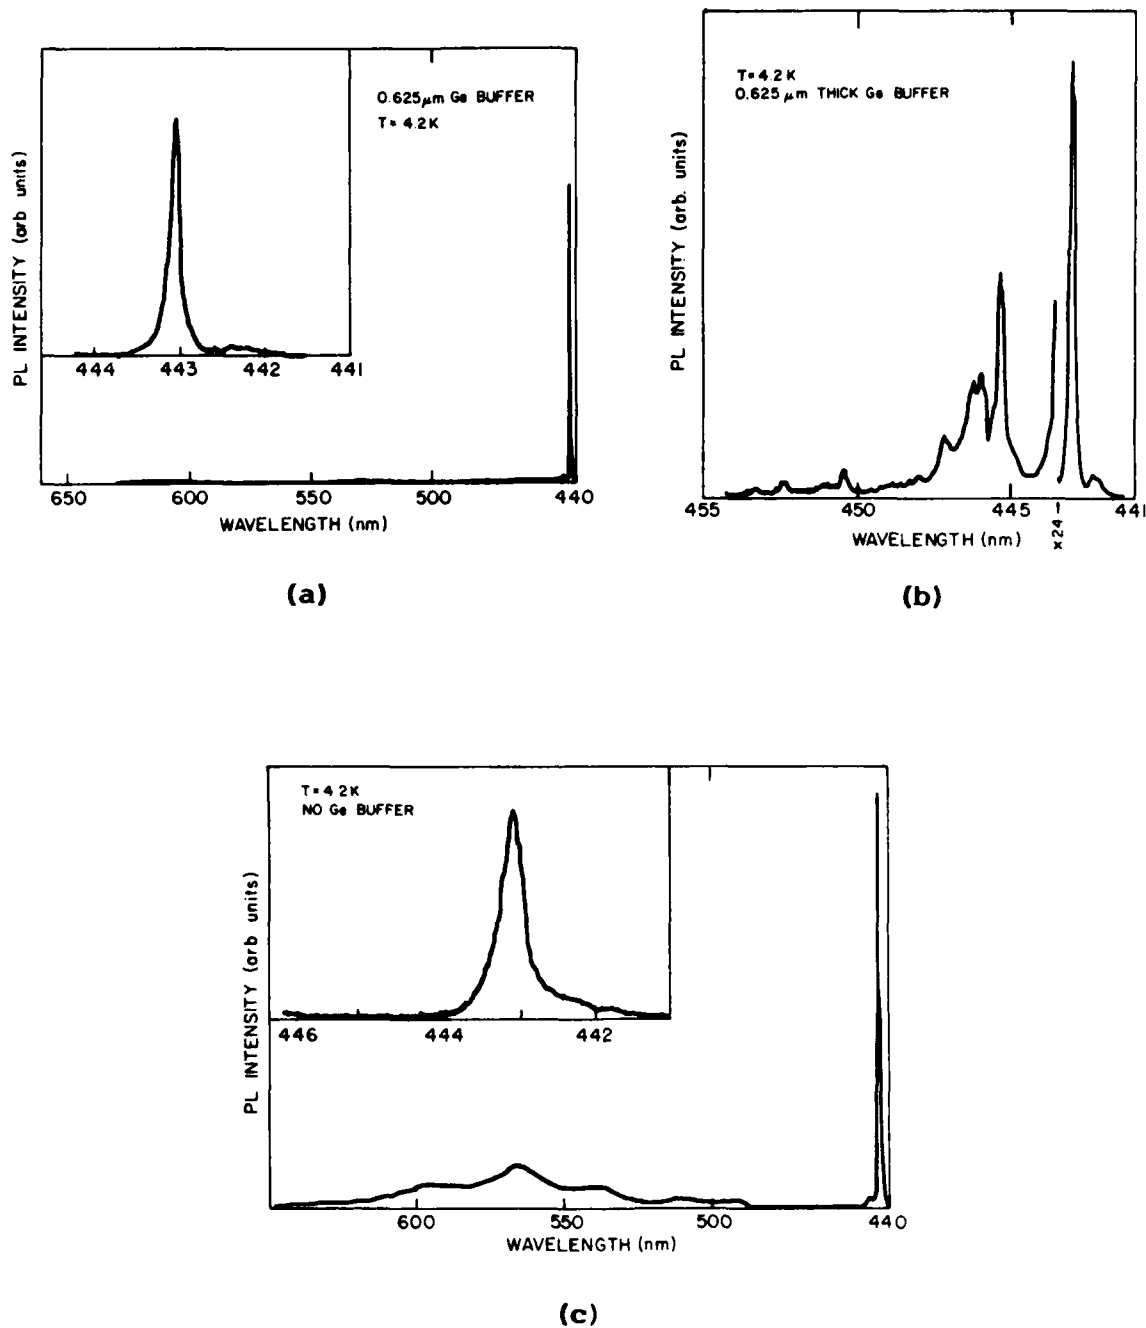 PL INTENSITY (arb units)
0.625μm Ge BUFFER
T= 4.2K
444 443 442 441
650 600 550 500 440
WAVELENGTH (nm)
(a)
PL INTENSITY (arb. units)
T=4.2K
0.625 μm THICK Ge BUFFER
455 450 445 441
x24
WAVELENGTH (nm)
(b)
PL INTENSITY (arb units)
T=4 2K
NO Ge BUFFER
446 444 442
600 550 500 440
WAVELENGTH (nm)
(c)